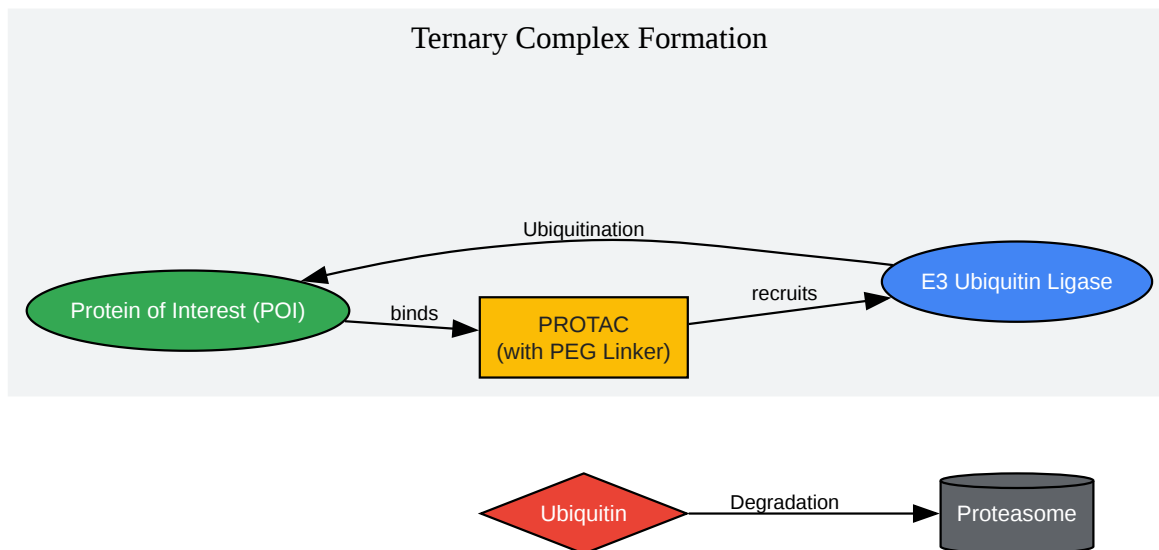 Ternary Complex Formation
Ubiquitination
E3 Ubiquitin Ligase
recruits
Protein of Interest (POI)
binds
PROTAC
(with PEG Linker)
Degradation
Ubiquitin
Proteasome